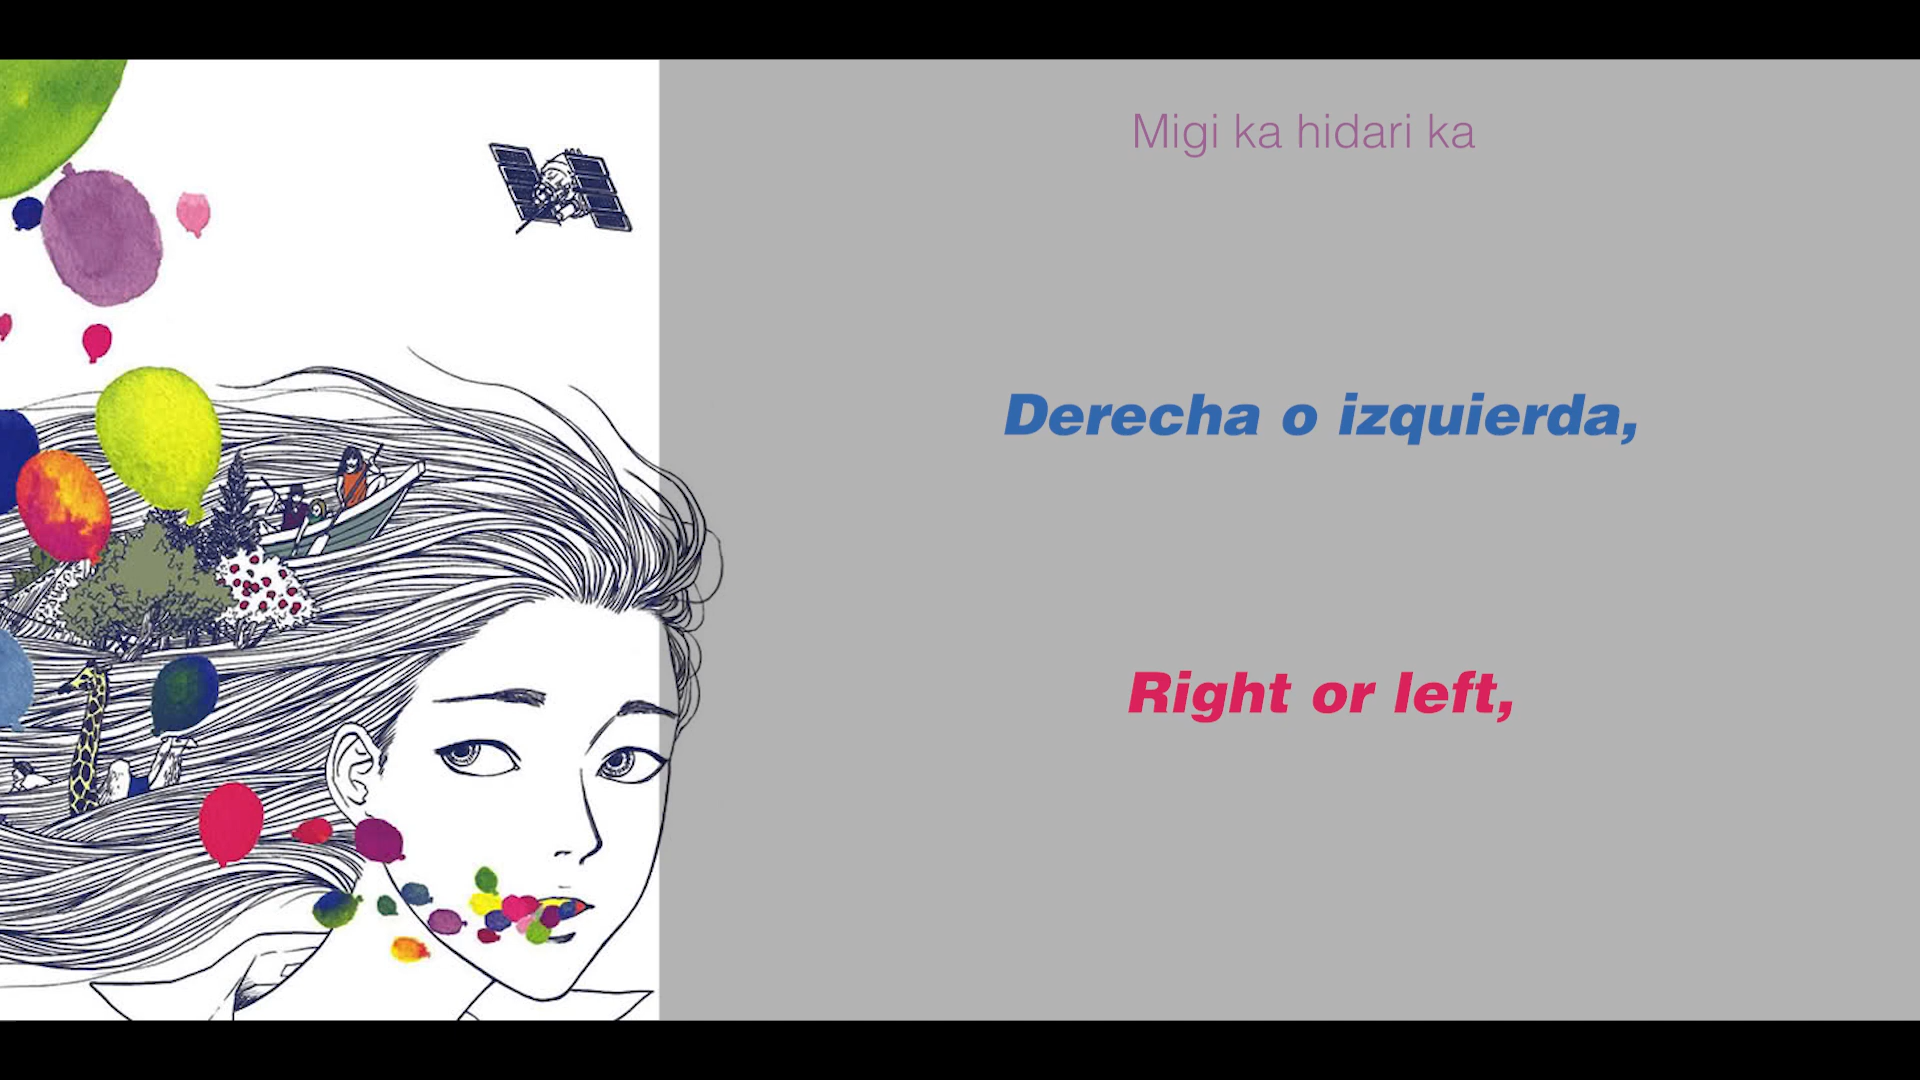 Migi ka hidari ka
Derecha o izquierda,
Right or left,